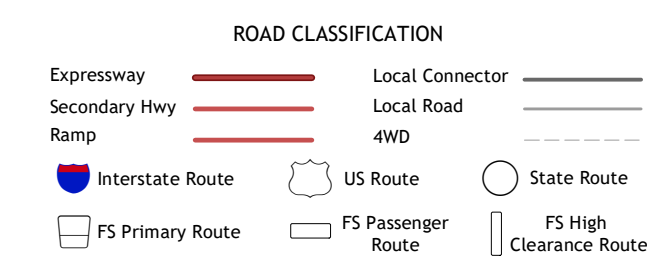 ROAD CLASSIFICATION
Expressway
Local Connector
Secondary Hwy
Local Road
Ramp
4WD
Interstate Route
US Route
State Route
FS Primary Route
FS Passenger
Route
FS High
Clearance Route